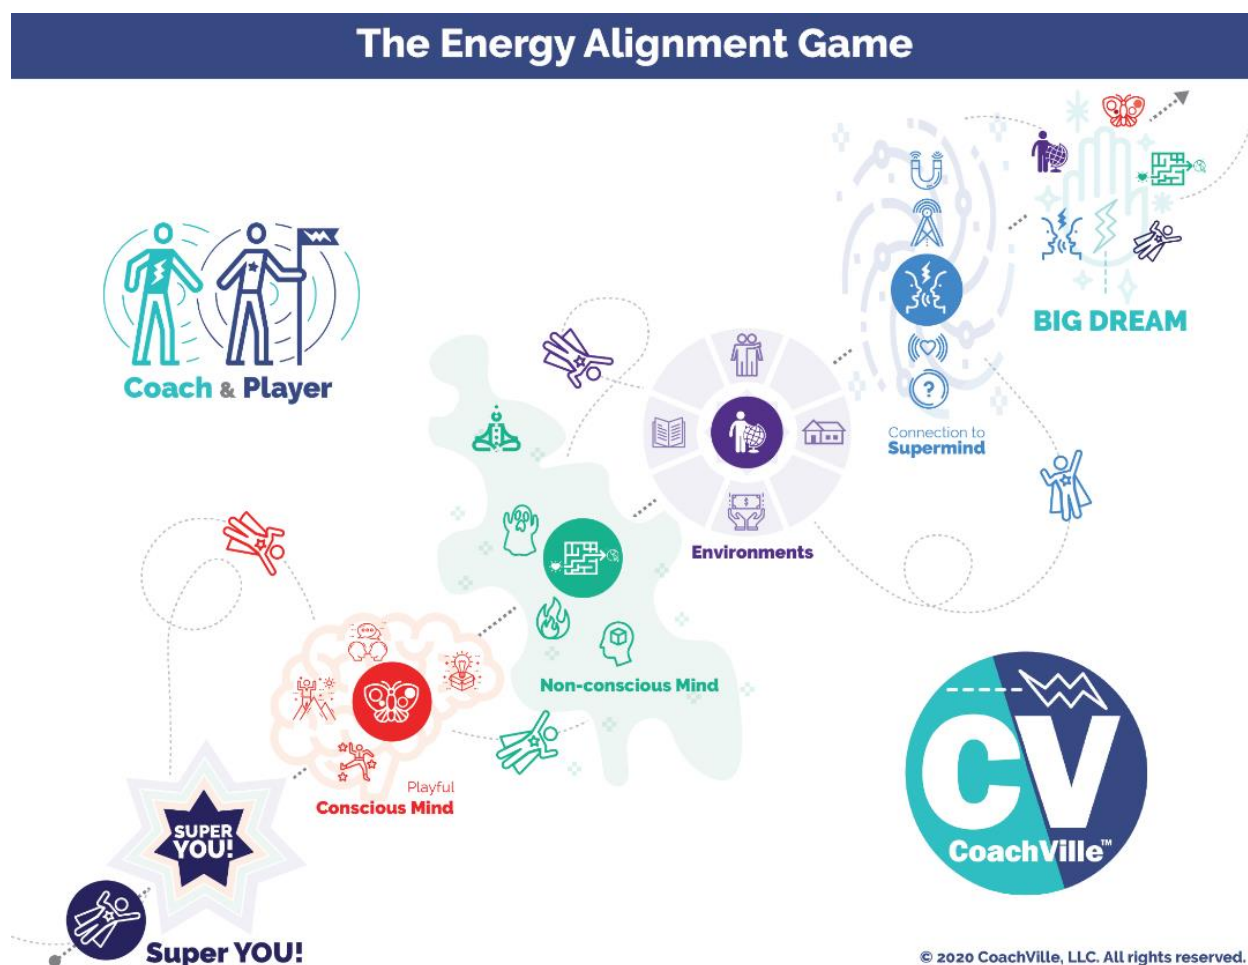 The Energy Alignment Game
Coach & Player
BIG DREAM
Connection to
Supermind
?
$
Environments
Non-conscious Mind
Playful
Conscious Mind
SUPER
YOU!
Super YOU!
CV
CoachVille™
© 2020 CoachVille, LLC. All rights reserved.